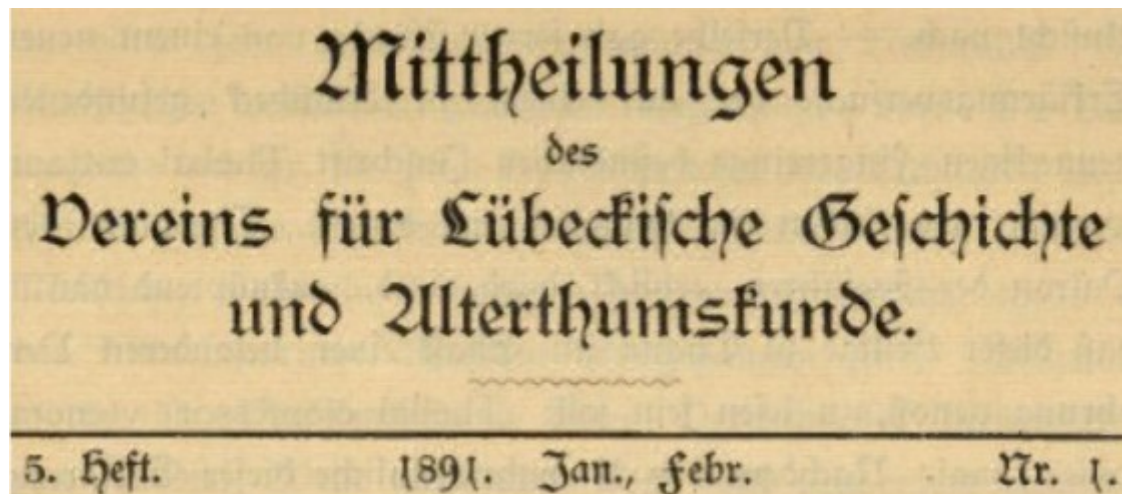 Mittheilungen
des
Vereins für Lübeckische Geschichte
und Alterthumskunde.
5. Heft. 1891. Jan., Febr. Nr. 1.